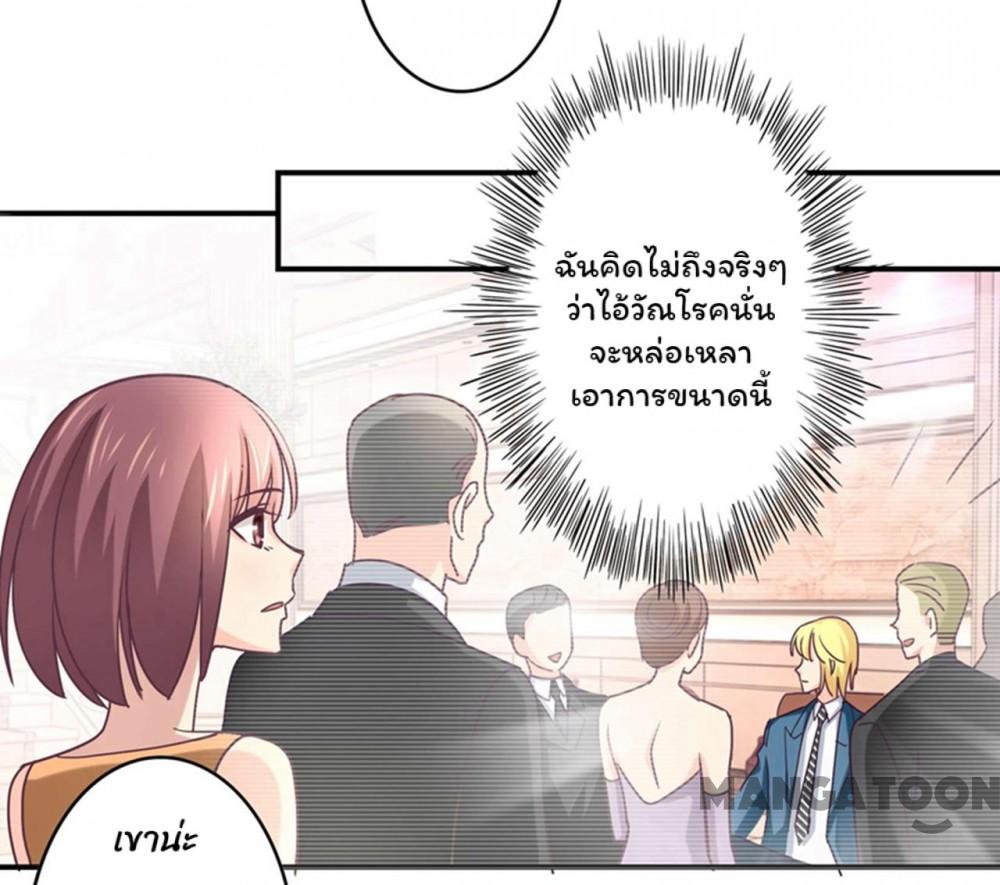 ฉันคิดไม่ถึงจริงๆ
ว่าไอ้วัณโรคนั่น
จะหล่อเหลา
เอาการขนาดนี้
MANGATOON
เขาน่ะ